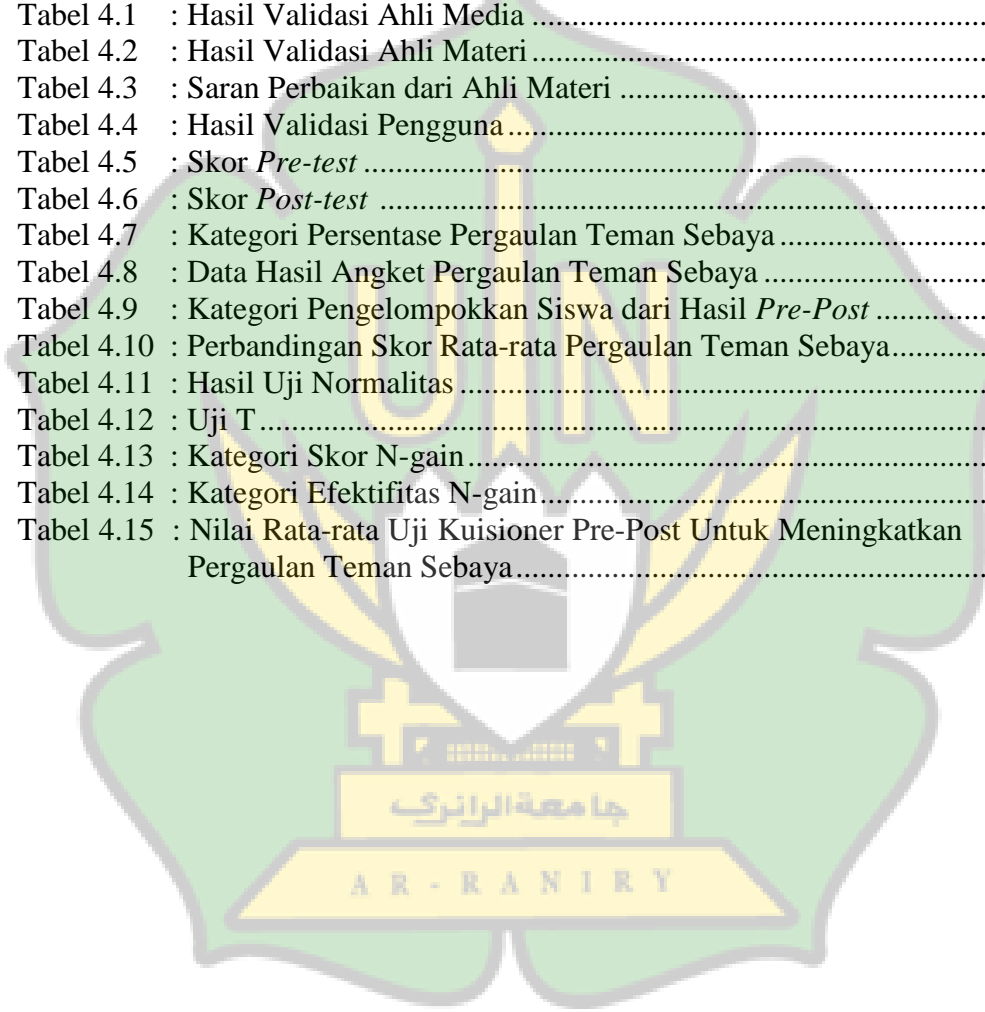 Tabel 4.1 : Hasil Validasi Ahli Media ........................................................
Tabel 4.2 : Hasil Validasi Ahli Materi ........................................................
Tabel 4.3 : Saran Perbaikan dari Ahli Materi .............................................
Tabel 4.4 : Hasil Validasi Pengguna ...........................................................
Tabel 4.5 : Skor Pre-test .............................................................................
Tabel 4.6 : Skor Post-test ...........................................................................
Tabel 4.7 : Kategori Persentase Pergaulan Teman Sebaya .........................
Tabel 4.8 : Data Hasil Angket Pergaulan Teman Sebaya ...........................
Tabel 4.9 : Kategori Pengelompokkan Siswa dari Hasil Pre-Post .............
Tabel 4.10 : Perbandingan Skor Rata-rata Pergaulan Teman Sebaya............
Tabel 4.11 : Hasil Uji Normalitas .................................................................
Tabel 4.12 : Uji T ..........................................................................................
Tabel 4.13 : Kategori Skor N-gain ................................................................
Tabel 4.14 : Kategori Efektifitas N-gain .......................................................
Tabel 4.15 : Nilai Rata-rata Uji Kuisioner Pre-Post Untuk Meningkatkan
Pergaulan Teman Sebaya..........................................................
UIN
جامعةالرانرك
AR-RANIRY